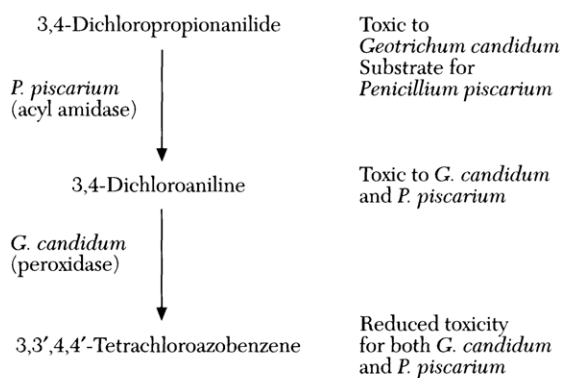 3,4-Dichloropropionanilide
Toxic to
Geotrichum candidum
Substrate for
Penicillium piscarium
P. piscarium
(acyl amidase)
3,4-Dichloroaniline
Toxic to G. candidum
and P. piscarium
G. candidum
(peroxidase)
3,3′,4,4′-Tetrachloroazobenzene
Reduced toxicity
for both G. candidum
and P. piscarium